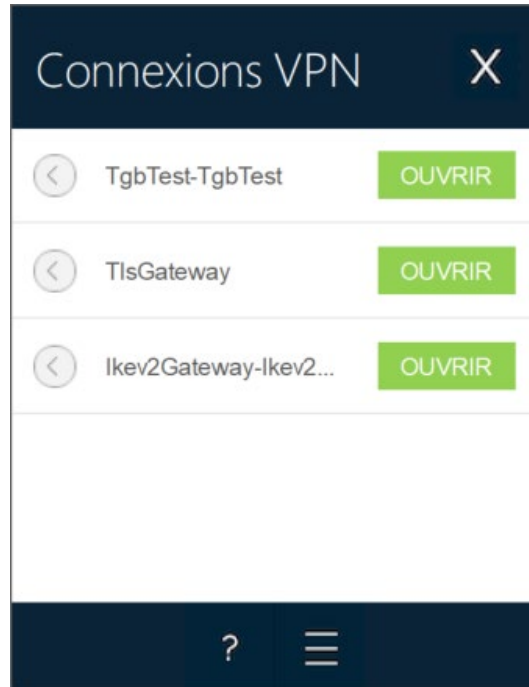 Connexions VPN X
TgbTest-TgbTest OUVRIR
TlsGateway OUVRIR
Ikev2Gateway-Ikev2... OUVRIR
?